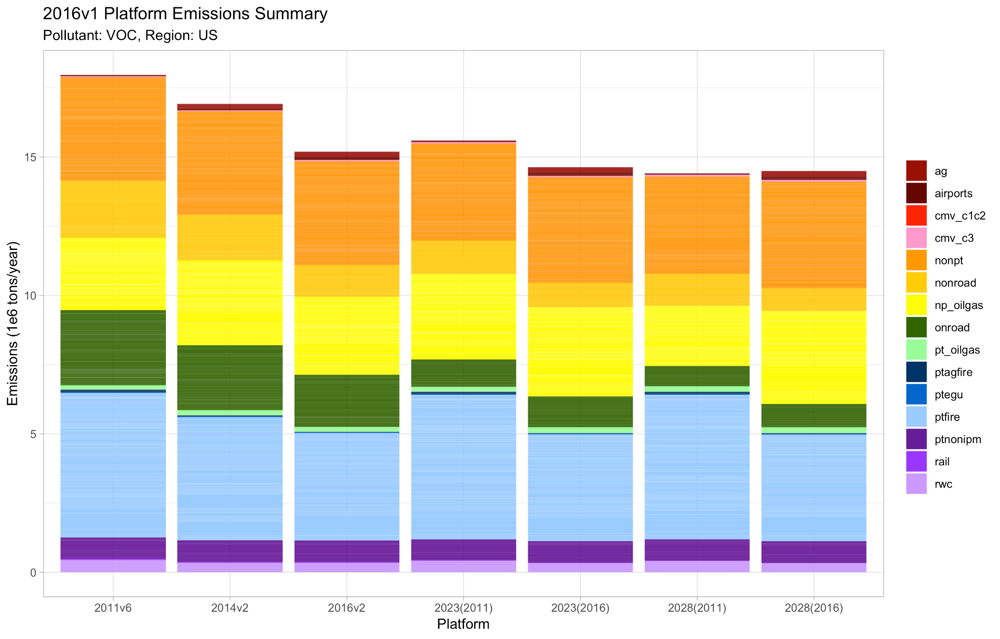 2016v1 Platform Emissions Summary
Pollutant: VOC, Region: US
Emissions (1e6 tons/year)
15
10
5
0
2011v6
2014v2
2016v2
2023(2011)
2023(2016)
2028(2011)
2028(2016)
Platform
ag
airports
cmv_c1c2
cmv_c3
nonpt
nonroad
np_oilgas
onroad
pt_oilgas
ptagfire
ptegu
ptfire
ptnonipm
rail
rwc